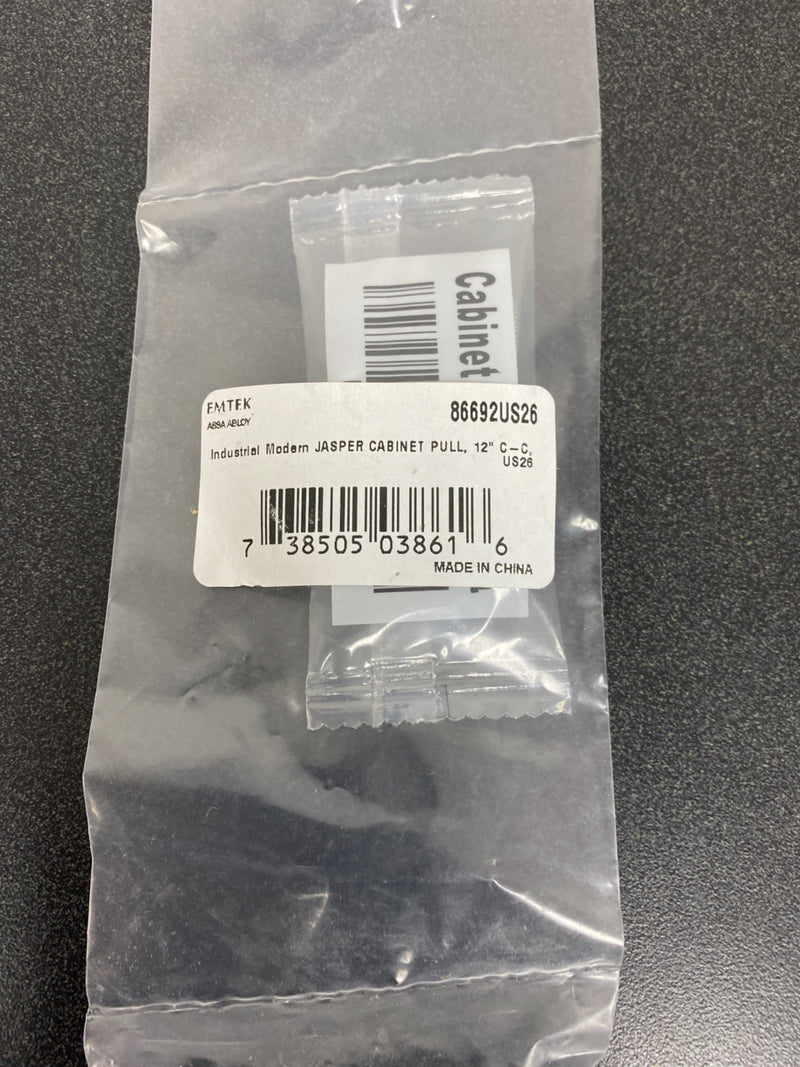 Cabinet
EMTEK
ASSA ABLOY
86692US26
Industrial Modern JASPER CABINET PULL, 12" C-C,
US26
7 38505 03861 6
MADE IN CHINA